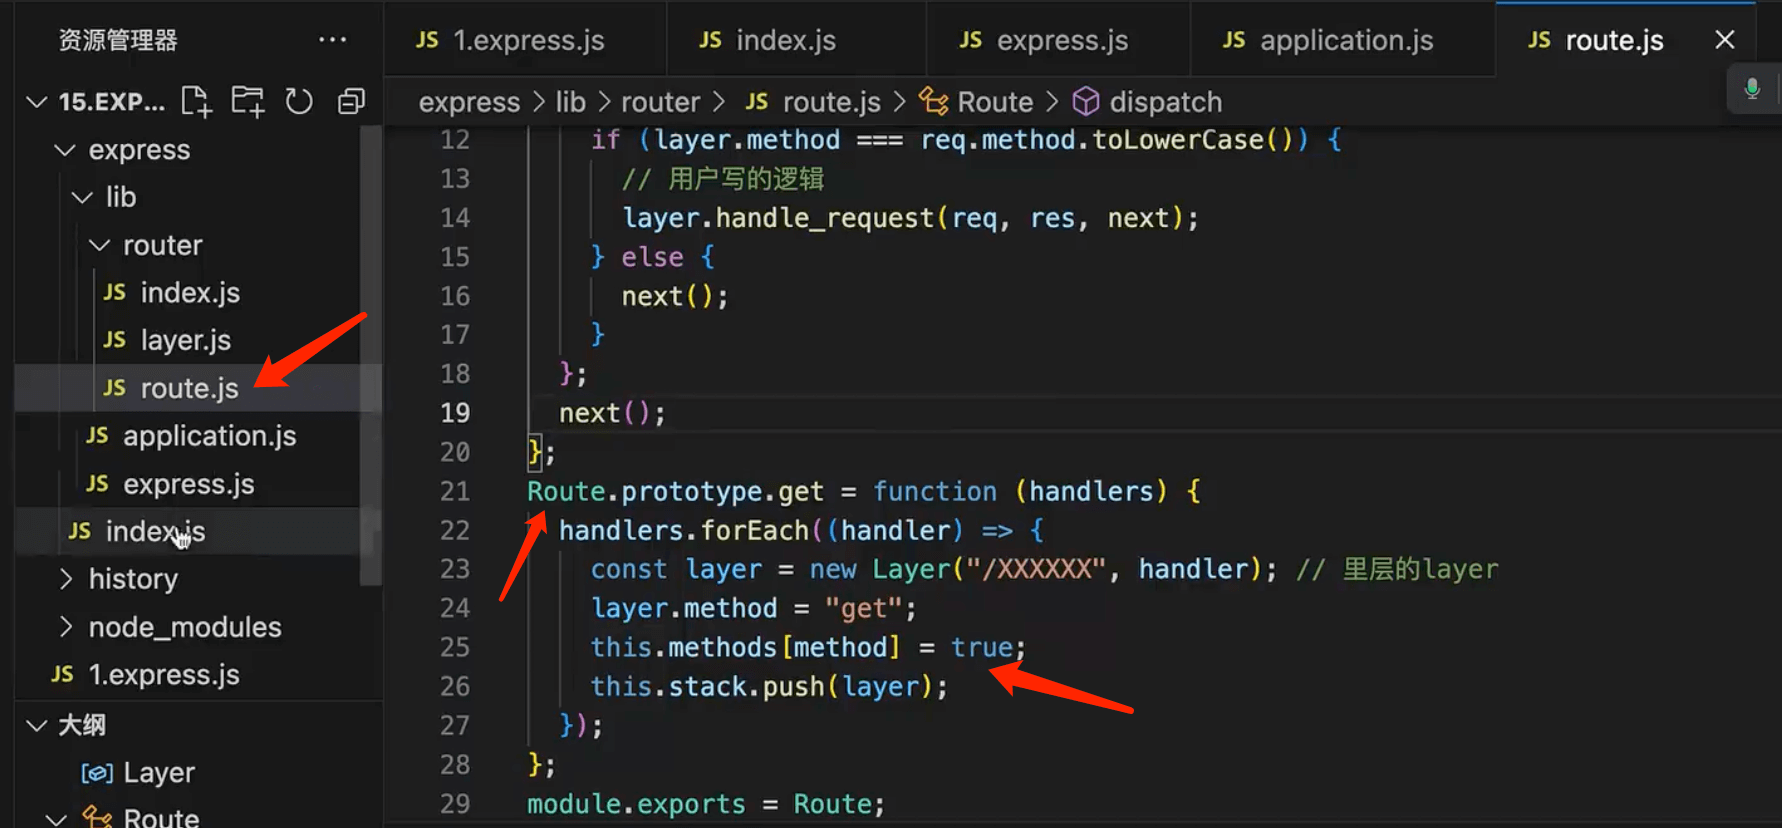 资源管理器 ···
JS 1.express.js
JS index.js
JS express.js
JS application.js
JS route.js ×
15.EXP...
express > lib > router > JS route.js > Route > dispatch
express
lib
router
JS index.js
JS layer.js
JS route.js
JS application.js
JS express.js
JS index.js
history
node_modules
JS 1.express.js
大纲
Layer
Route
12 if (layer.method === req.method.toLowerCase()) {
13 // 用户写的逻辑
14 layer.handle_request(req, res, next);
15 } else {
16 next();
17 }
18 };
19 next();
20 };
21 Route.prototype.get = function (handlers) {
22 handlers.forEach((handler) => {
23 const layer = new Layer("/XXXXXX", handler); // 里层的layer
24 layer.method = "get";
25 this.methods[method] = true;
26 this.stack.push(layer);
27 });
28 };
29 module.exports = Route;